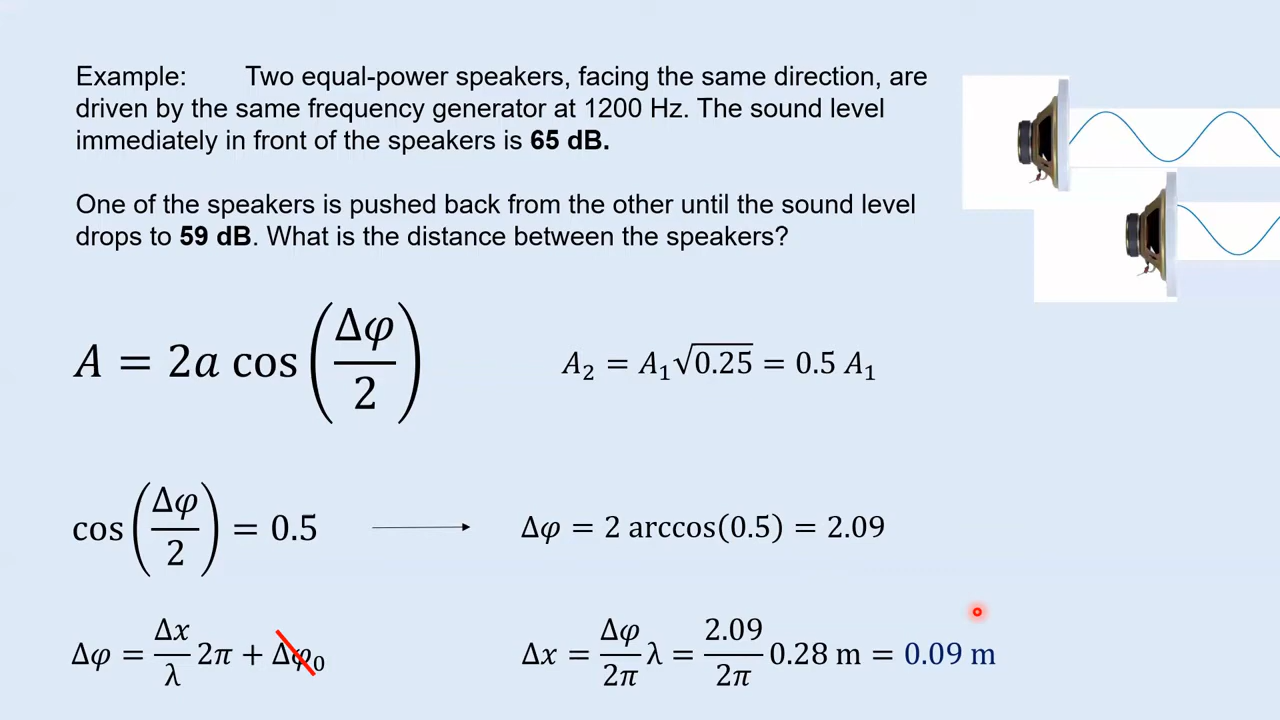 Example: Two equal-power speakers, facing the same direction, are
driven by the same frequency generator at 1200 Hz. The sound level
immediately in front of the speakers is 65 dB.
One of the speakers is pushed back from the other until the sound level
drops to 59 dB. What is the distance between the speakers?
A = 2a cos(Δφ/2)
A₂ = A₁√0.25 = 0.5 A₁
cos(Δφ/2) = 0.5
Δφ = 2 arccos(0.5) = 2.09
Δφ = Δx/λ 2π + Δφ₀
Δx = Δφ/2π λ = 2.09/2π 0.28 m = 0.09 m